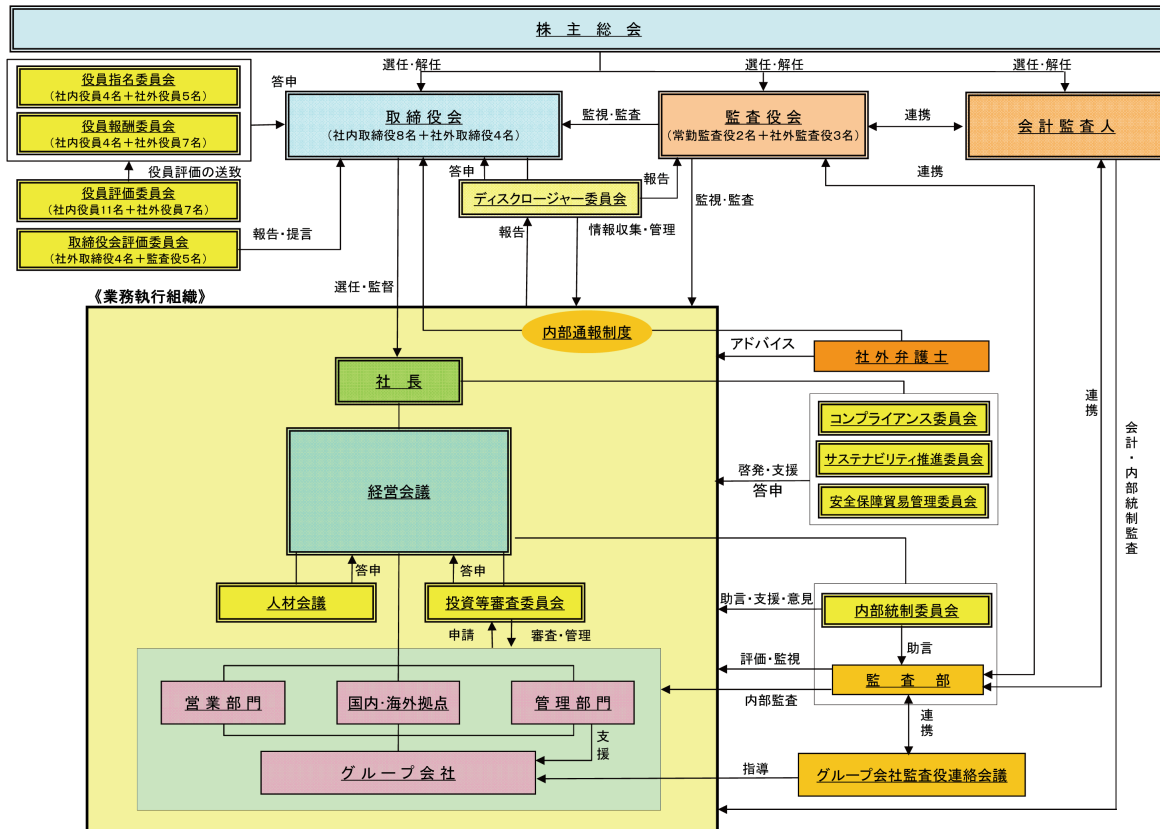 株主総会
選任・解任
選任・解任
選任・解任
役員指名委員会
(社内役員4名+社外役員5名)
役員報酬委員会
(社内役員4名+社外役員7名)
答申
取締役会
(社内取締役8名+社外取締役4名)
監視・監査
監査役会
(常勤監査役2名+社外監査役3名)
連携
会計監査人
役員評価の送致
役員評価委員会
(社内役員11名+社外役員7名)
取締役会評価委員会
(社外取締役4名+監査役5名)
報告・提言
答申
ディスクロージャー委員会
報告
監視・監査
連携
報告
情報収集・管理
選任・監督
《業務執行組織》
内部通報制度
アドバイス
社外弁護士
社長
コンプライアンス委員会
サステナビリティ推進委員会
安全保障貿易管理委員会
啓発・支援
答申
連携
連携
会計・内部統制監査
経営会議
答申
答申
人材会議
投資等審査委員会
申請
審査・管理
助言・支援・意見
内部統制委員会
助言
評価・監視
監査部
内部監査
営業部門
国内・海外拠点
管理部門
支援
連携
グループ会社
指導
グループ会社監査役連絡会議